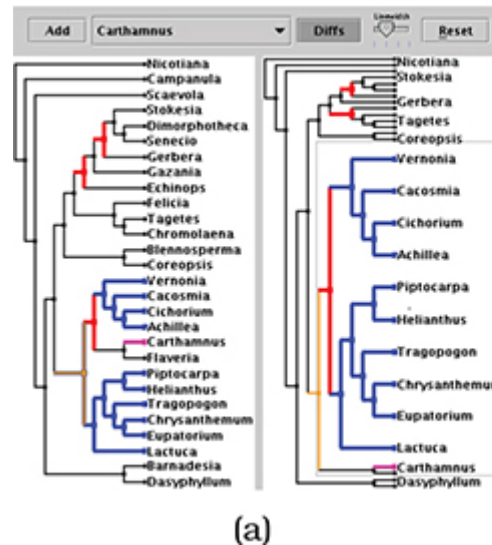 Add Carthamnus Diffs Linewidth Reset
Nicotiana
Campanula
Scaevola
Stokesia
Dimorphotheca
Senecio
Gerbera
Gazania
Echinops
Felicia
Tagetes
Chromolaena
Blennosperma
Coreopsis
Vernonia
Cacosmia
Cichorium
Achillea
Carthamnus
Flaveria
Piptocarpa
Helianthus
Tragopogon
Chrysanthemum
Eupatorium
Lactuca
Barnadesia
Dasyphyllum
Nicotiana
Stokesia
Gerbera
Tagetes
Coreopsis
Vernonia
Cacosmia
Cichorium
Achillea
Piptocarpa
Helianthus
Tragopogon
Chrysanthemum
Eupatorium
Lactuca
Carthamnus
Dasyphyllum
(a)